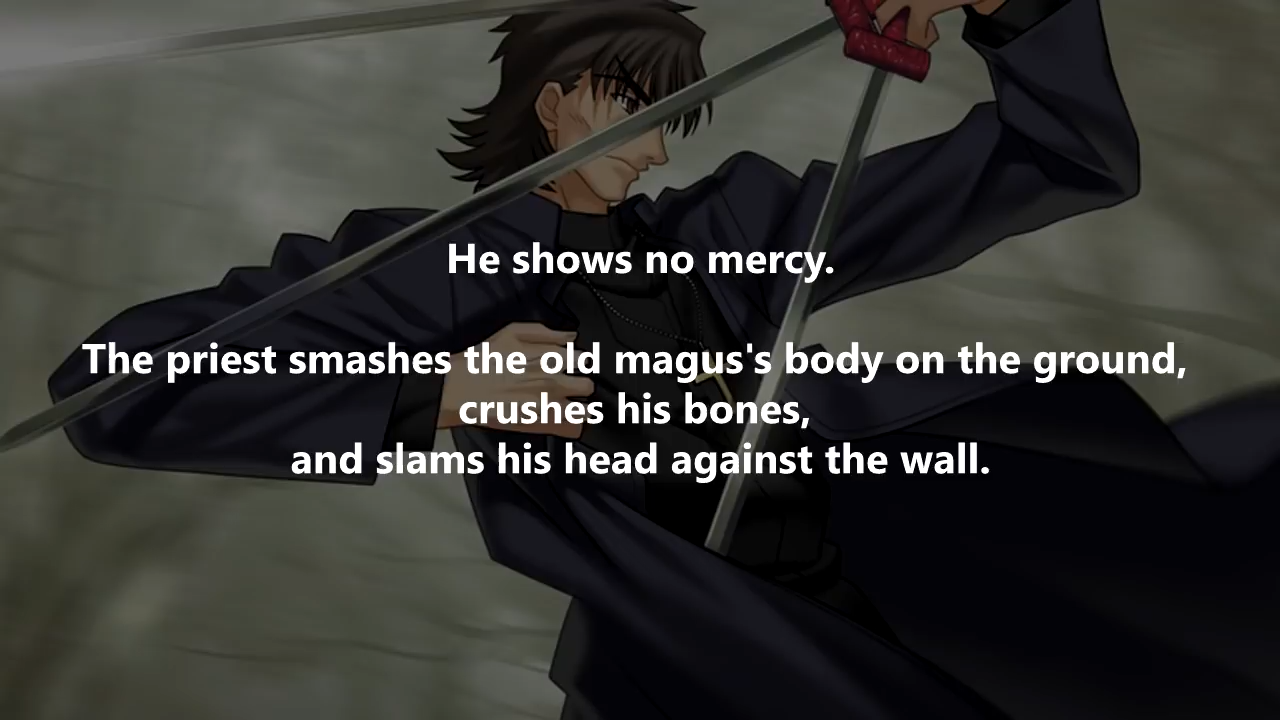 He shows no mercy.
The priest smashes the old magus's body on the ground,
crushes his bones,
and slams his head against the wall.